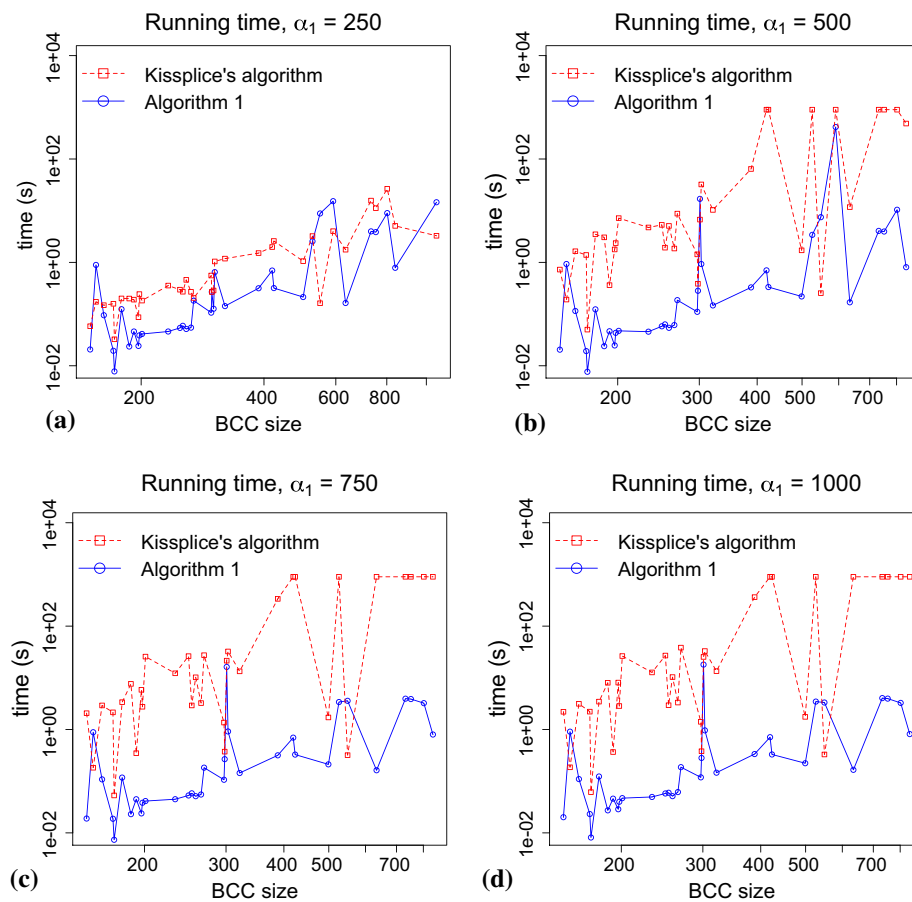 Running time, α1 = 250
1e+04
1e+02
1e+00
1e-02
time (s)
Kissplice's algorithm
Algorithm 1
200
400
600
800
BCC size
(a)
Running time, α1 = 500
1e+04
1e+02
1e+00
1e-02
time (s)
Kissplice's algorithm
Algorithm 1
200
300
400
500
700
BCC size
(b)
Running time, α1 = 750
1e+04
1e+02
1e+00
1e-02
time (s)
Kissplice's algorithm
Algorithm 1
200
300
400
500
700
BCC size
(c)
Running time, α1 = 1000
1e+04
1e+02
1e+00
1e-02
time (s)
Kissplice's algorithm
Algorithm 1
200
300
400
500
700
BCC size
(d)